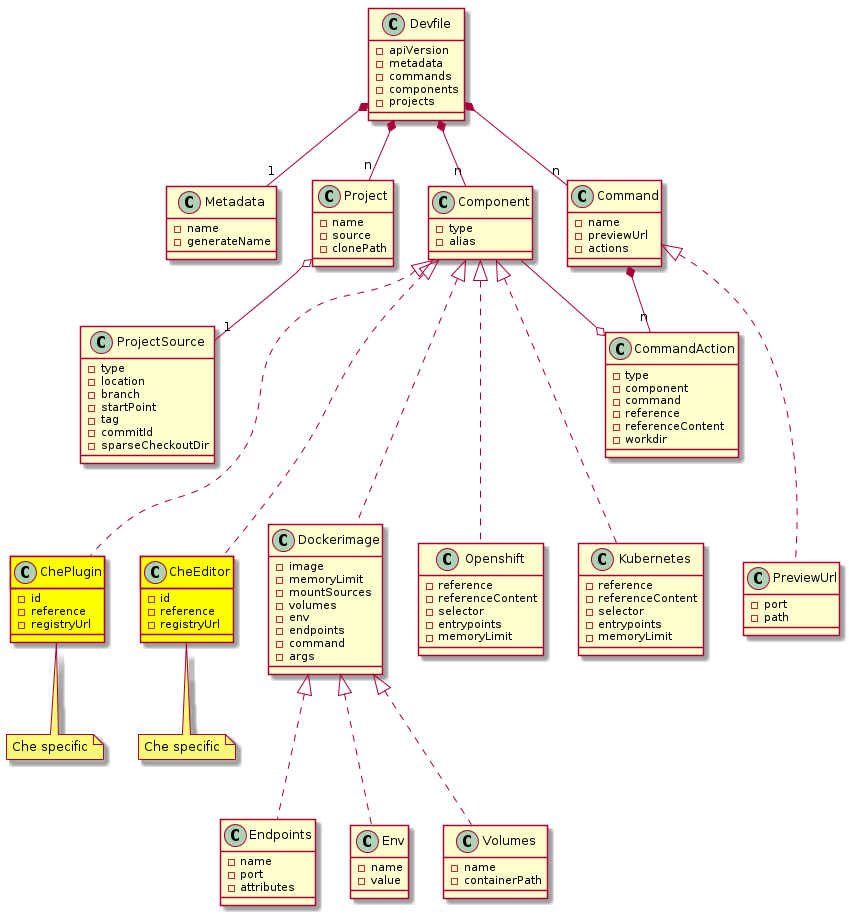 C Devfile
apiVersion
metadata
commands
components
projects
1
n
n
n
C Metadata
name
generateName
C Project
name
source
clonePath
C Component
type
alias
C Command
name
previewUrl
actions
1
n
C ProjectSource
type
location
branch
startPoint
tag
commitId
sparseCheckoutDir
C CommandAction
type
component
command
reference
referenceContent
workdir
C ChePlugin
id
reference
registryUrl
C CheEditor
id
reference
registryUrl
C Dockerimage
image
memoryLimit
mountSources
volumes
env
endpoints
command
args
C Openshift
reference
referenceContent
selector
entrypoints
memoryLimit
C Kubernetes
reference
referenceContent
selector
entrypoints
memoryLimit
C PreviewUrl
port
path
Che specific
Che specific
C Endpoints
name
port
attributes
C Env
name
value
C Volumes
name
containerPath